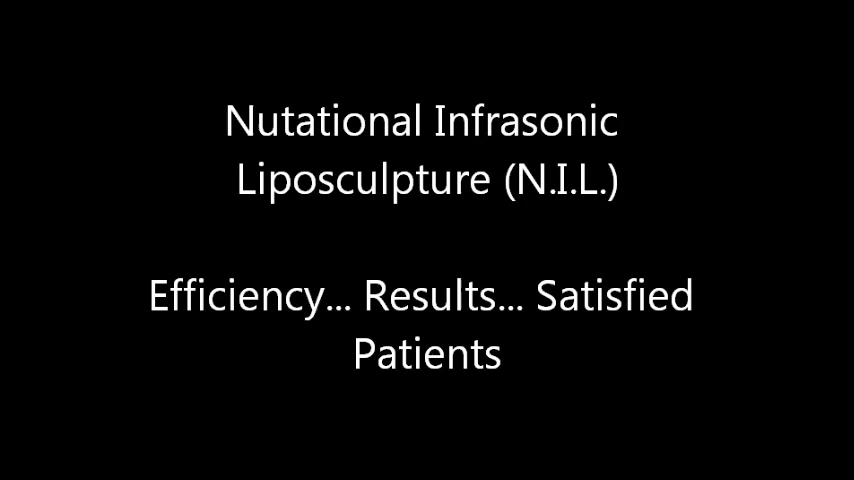 Nutational Infrasonic
Liposculpture (N.I.L.)
Efficiency... Results... Satisfied
Patients